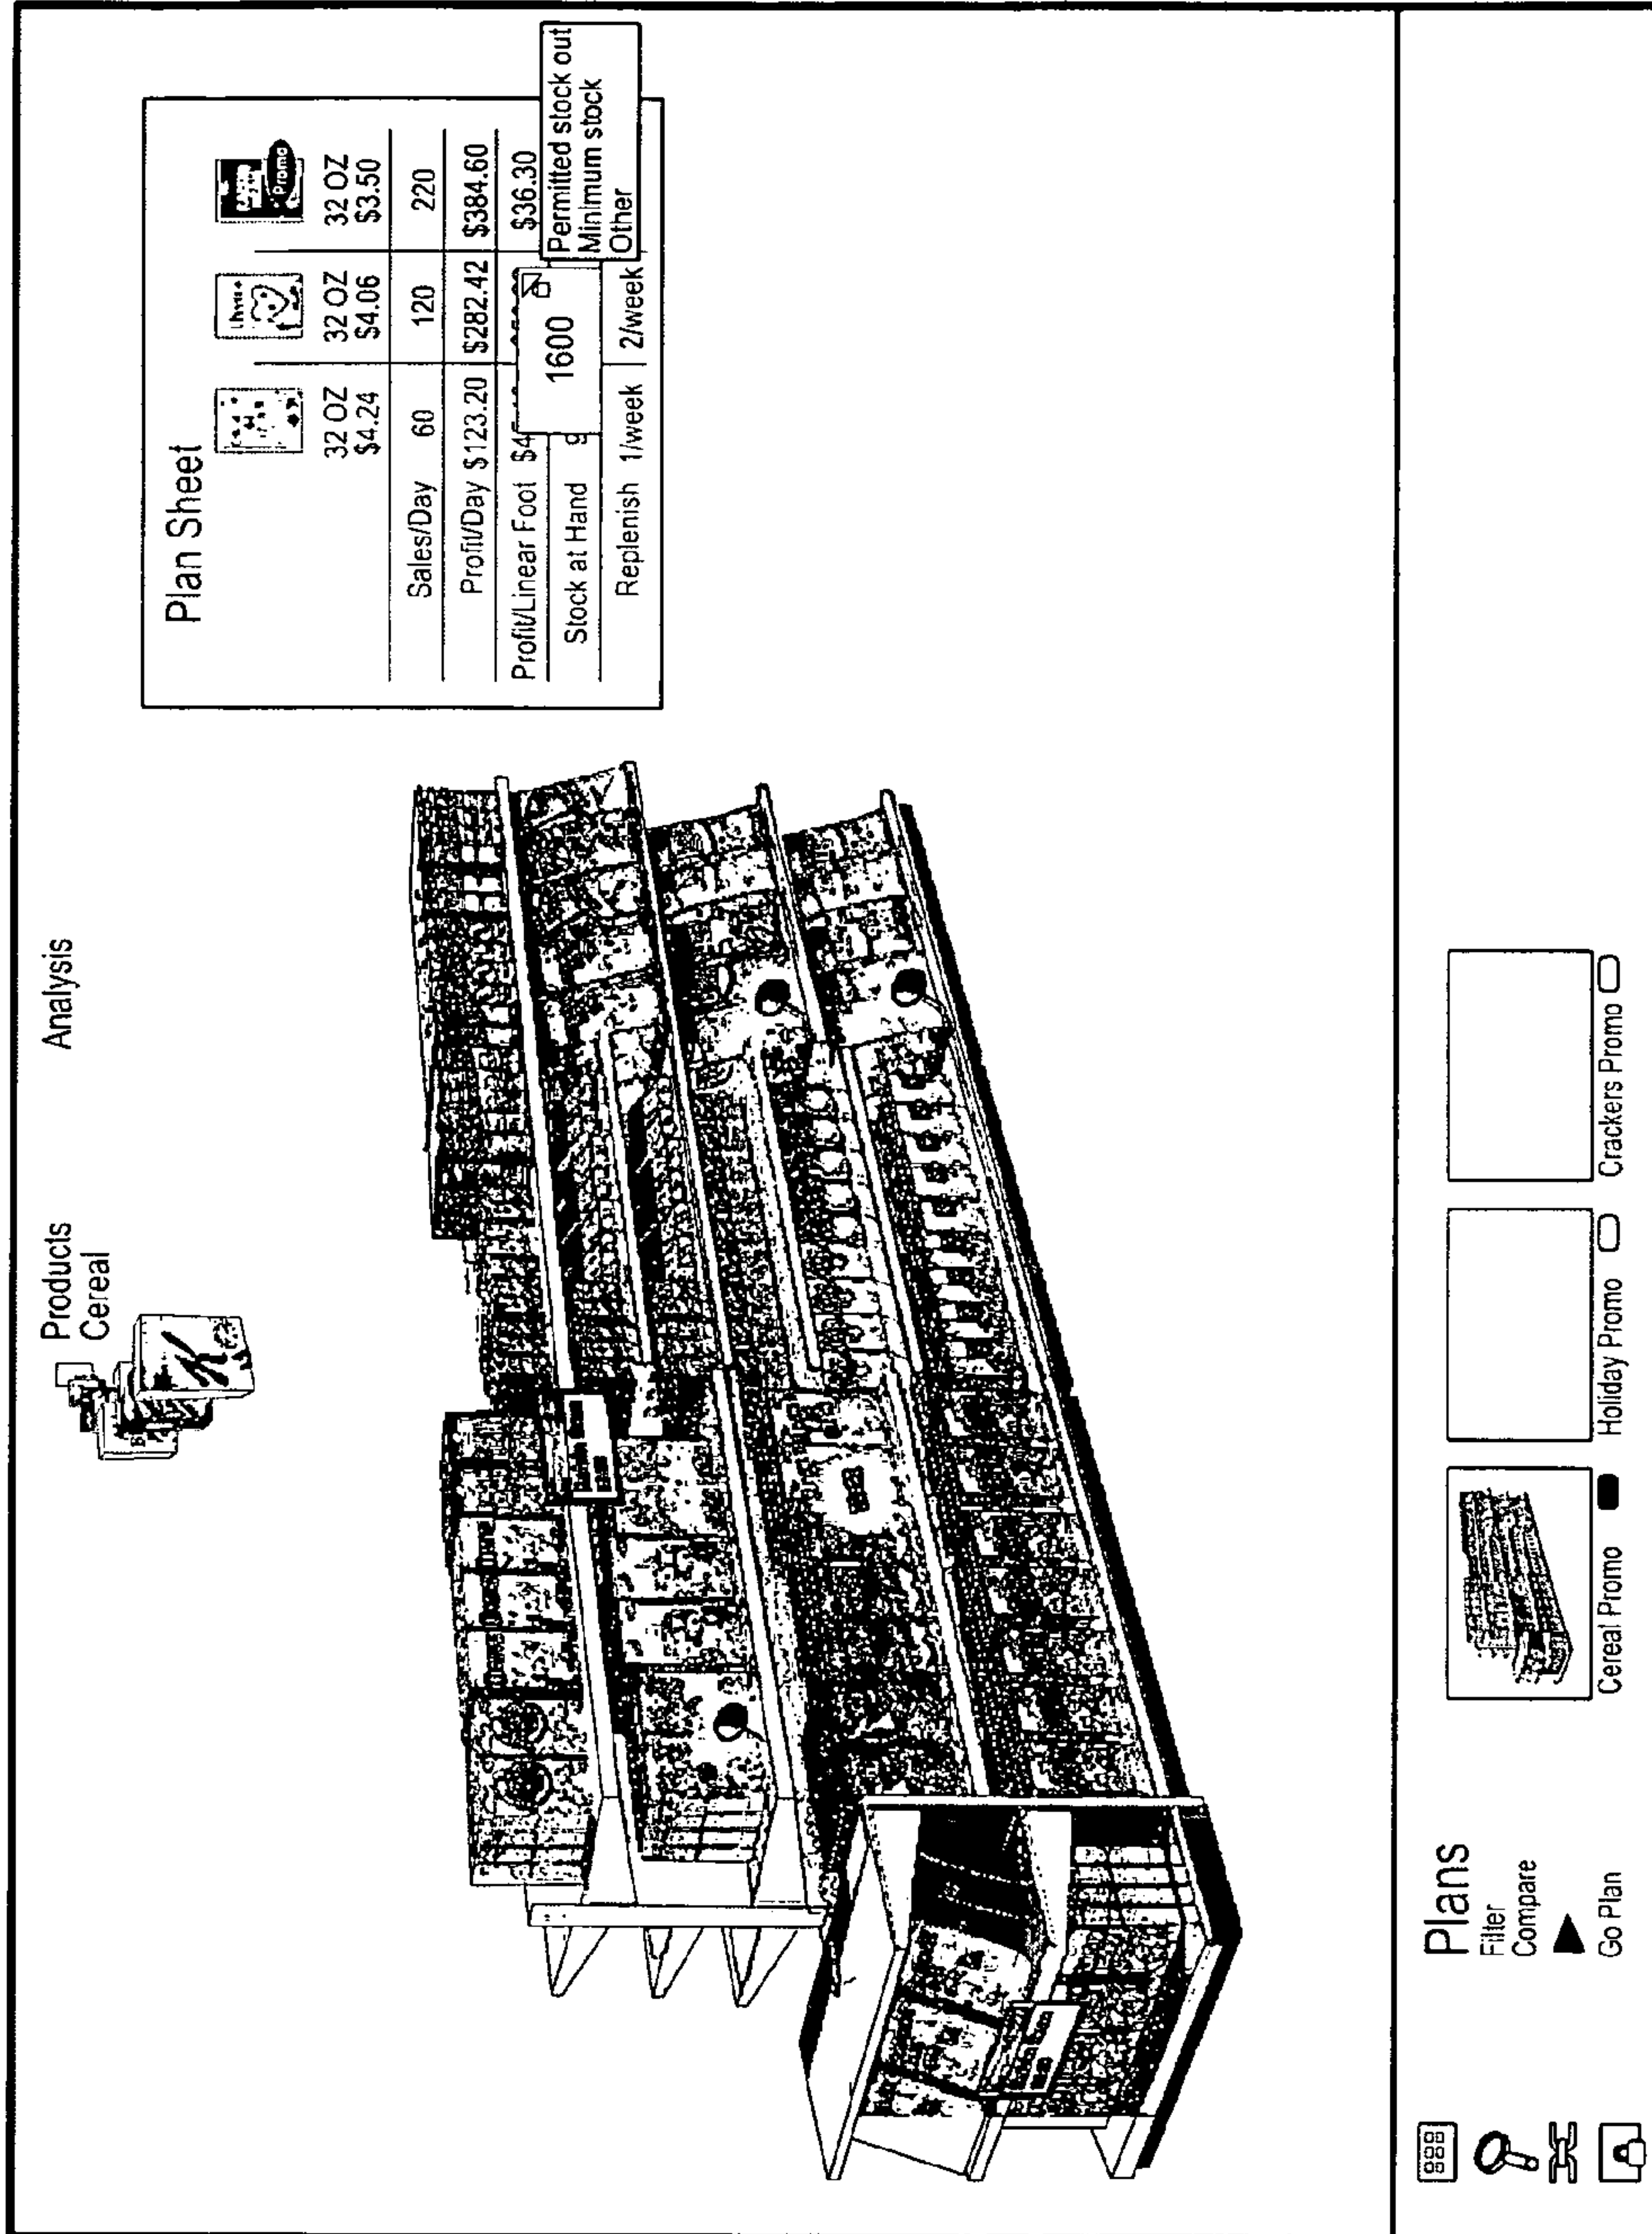 Products
Cereal
Analysis
Plan Sheet
Promo
32 OZ 32 OZ 32 OZ
$4.24 $4.06 $3.50
Sales/Day 60 120 220
Profit/Day $123.20 $282.42 $384.60
Profit/Linear Foot $4 $36.30
Stock at Hand 9 1600
Permitted stock out
Minimum stock
Other
Replenish 1/week 2/week
Plans
Filter
Compare
Go Plan
Cereal Promo
Holiday Promo
Crackers Promo